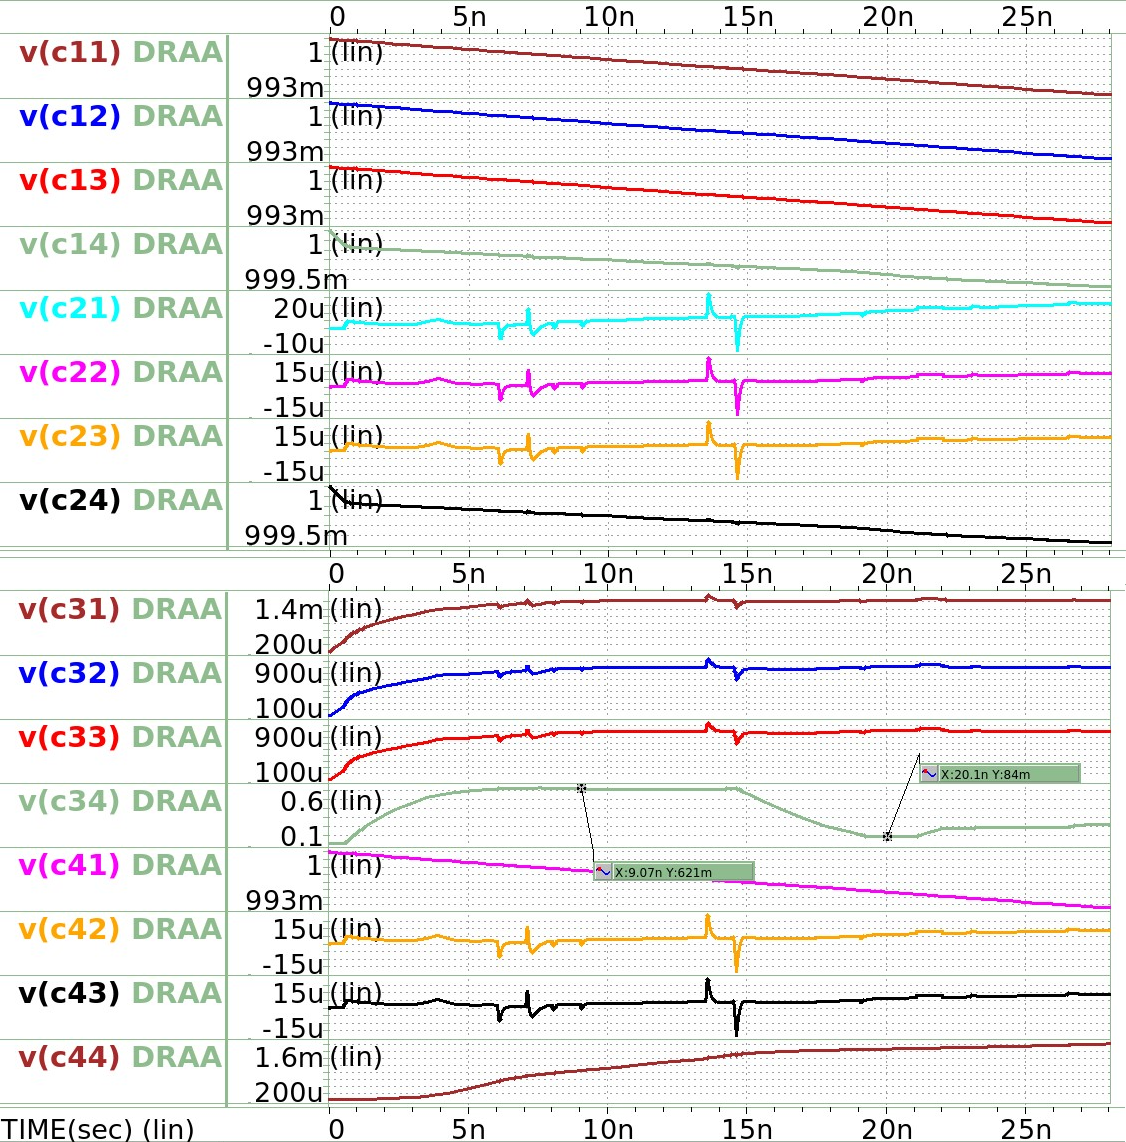 0 5n 10n 15n 20n 25n
v(c11) DRAA 1 (lin)
993m
v(c12) DRAA 1 (lin)
993m
v(c13) DRAA 1 (lin)
993m
v(c14) DRAA 1 (lin)
999.5m
v(c21) DRAA 20u (lin)
-10u
v(c22) DRAA 15u (lin)
-15u
v(c23) DRAA 15u (lin)
-15u
v(c24) DRAA 1 (lin)
999.5m
0 5n 10n 15n 20n 25n
v(c31) DRAA 1.4m (lin)
200u
v(c32) DRAA 900u (lin)
100u
v(c33) DRAA 900u (lin)
100u
X:20.1n Y:84m
v(c34) DRAA 0.6 (lin)
0.1
v(c41) DRAA 1 (lin)
X:9.07n Y:621m
993m
v(c42) DRAA 15u (lin)
-15u
v(c43) DRAA 15u (lin)
-15u
v(c44) DRAA 1.6m (lin)
200u
TIME(sec) (lin) 0 5n 10n 15n 20n 25n